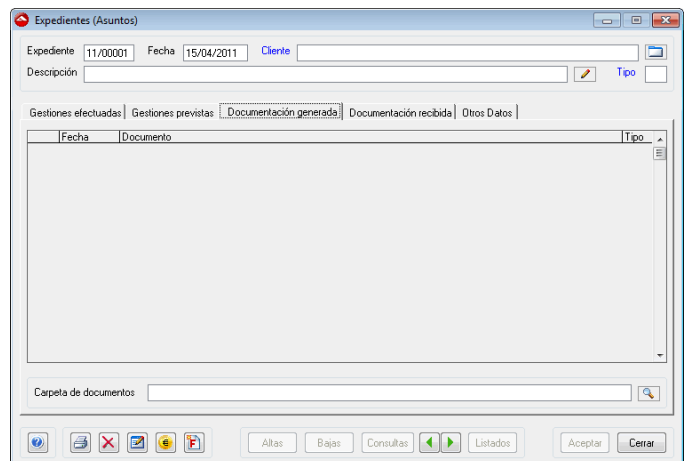 Expedientes (Asuntos)
Expediente 11/00001 Fecha 15/04/2011 Cliente
Descripción Tipo
Gestiones efectuadas Gestiones previstas Documentación generada Documentación recibida Otros Datos
Fecha Documento Tipo
Carpeta de documentos
Altas Bajas Consultas Listados Aceptar Cerrar